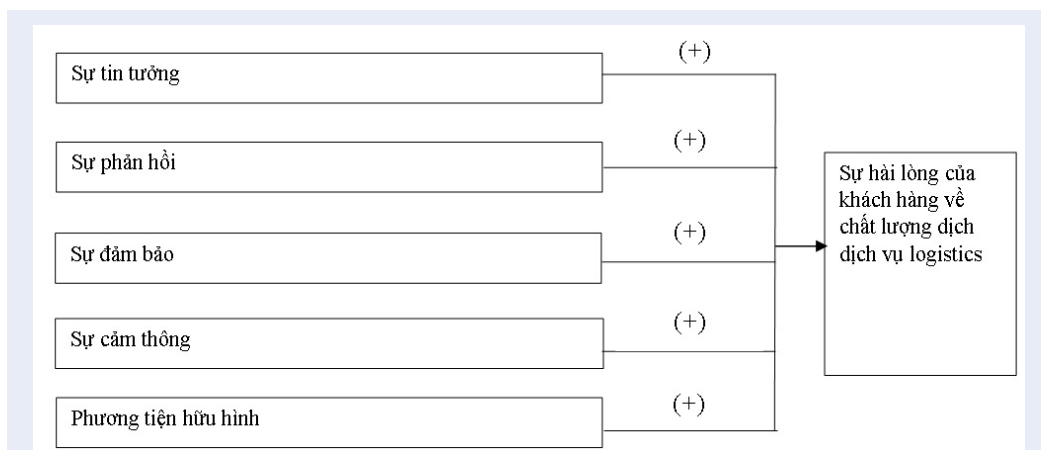 Sự tin tưởng
(+)
Sự phản hồi
(+)
Sự đảm bảo
(+)
Sự cảm thông
(+)
Phương tiện hữu hình
(+)
Sự hài lòng của
khách hàng về
chất lượng dịch
dịch vụ logistics